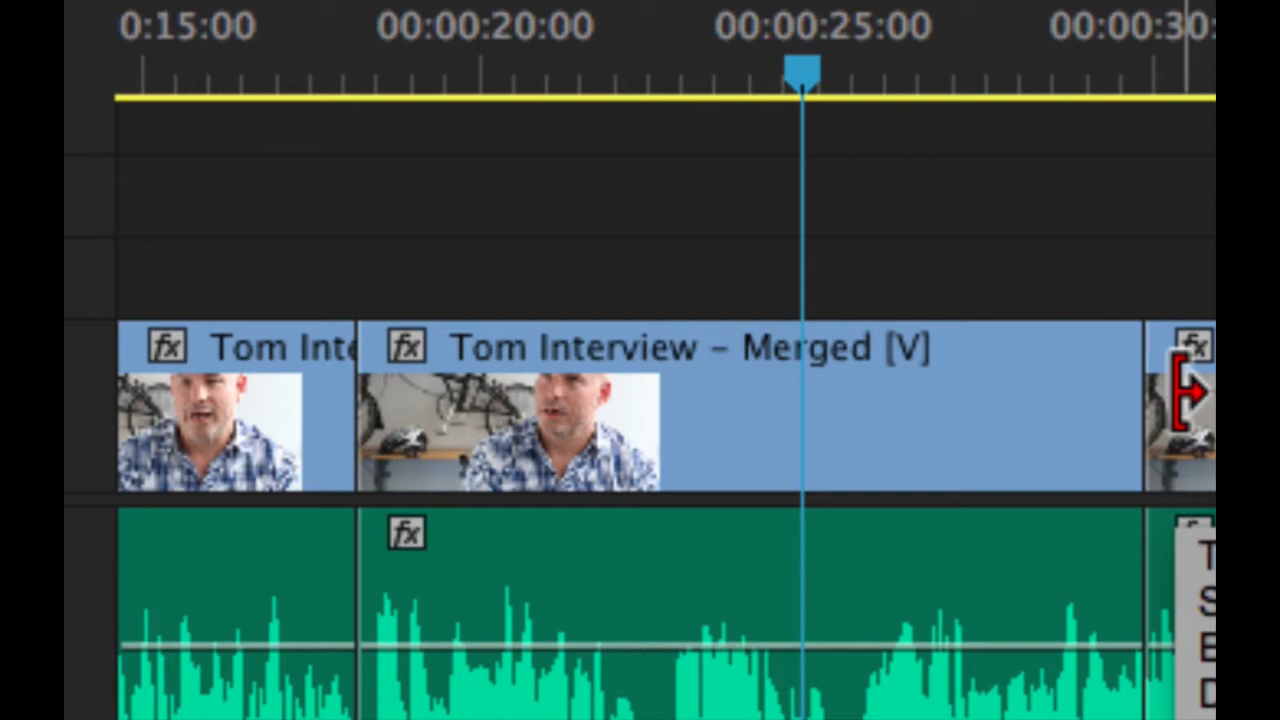 0:15:00 00:00:20:00 00:00:25:00 00:00:30:
fx Tom Inte fx Tom Interview - Merged [V] fx
fx
T
S
E
D